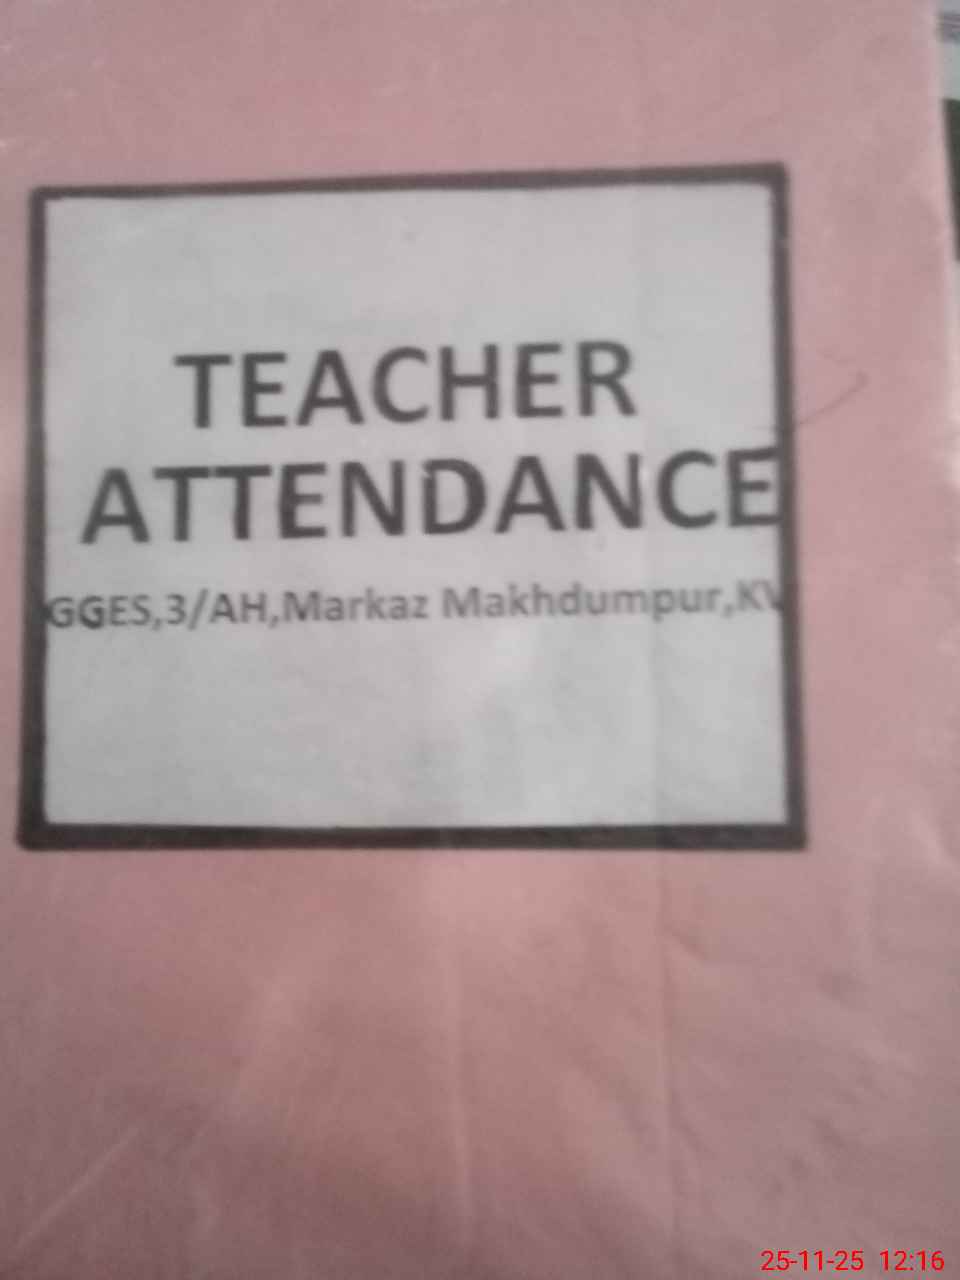 TEACHER
ATTENDANCE
GGES,3/AH,Markaz Makhdumpur,KV
25-11-25 12:16